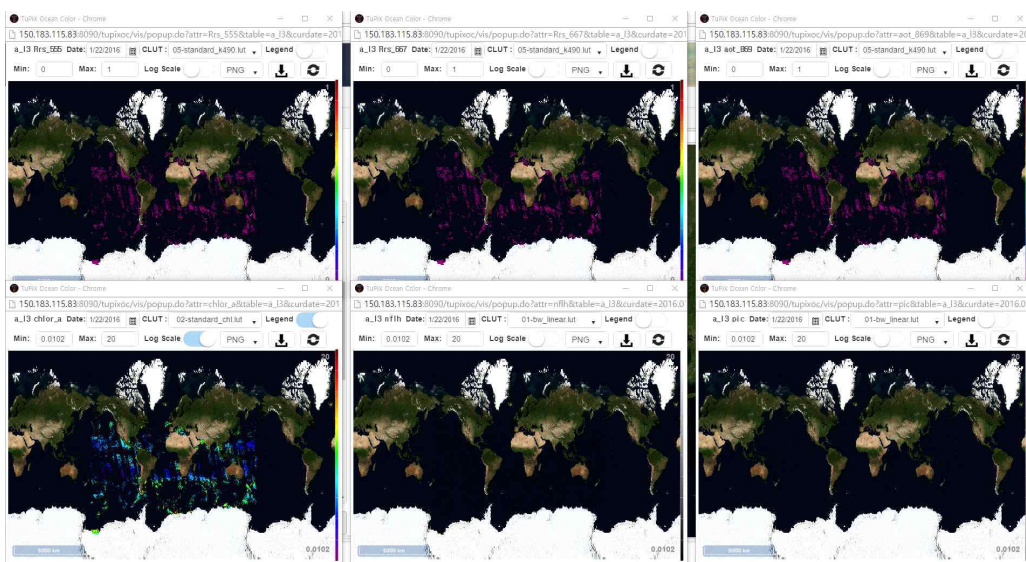 TuPiX Ocean Color - Chrome
150.183.115.83:8090/tupixoc/vis/popup.do?attr=Rrs_555&table=a_l3&curdate=201
a_l3 Rrs_555 Date: 1/22/2016 CLUT : 05-standard_k490.lut Legend
Min: 0 Max: 1 Log Scale PNG
TuPiX Ocean Color - Chrome
150.183.115.83:8090/tupixoc/vis/popup.do?attr=Rrs_667&table=a_l3&curdate=201
a_l3 Rrs_667 Date: 1/22/2016 CLUT : 05-standard_k490.lut Legend
Min: 0 Max: 1 Log Scale PNG
TuPiX Ocean Color - Chrome
150.183.115.83:8090/tupixoc/vis/popup.do?attr=aot_869&table=a_l3&curdate=20
a_l3 aot_869 Date: 1/22/2016 CLUT : 05-standard_k490.lut Legend
Min: 0 Max: 1 Log Scale PNG
TuPiX Ocean Color - Chrome
150.183.115.83:8090/tupixoc/vis/popup.do?attr=chlor_a&table=a_l3&curdate=201
a_l3 chlor_a Date: 1/22/2016 CLUT : 02-standard_chl.lut Legend
Min: 0.0102 Max: 20 Log Scale PNG
20
5000 km
0.0102
TuPiX Ocean Color - Chrome
150.183.115.83:8090/tupixoc/vis/popup.do?attr=nflh&table=a_l3&curdate=2016.0
a_l3 nflh Date: 1/22/2016 CLUT : 01-bw_linear.lut Legend
Min: 0.0102 Max: 20 Log Scale PNG
20
5000 km
0.0102
TuPiX Ocean Color - Chrome
150.183.115.83:8090/tupixoc/vis/popup.do?attr=pic&table=a_l3&curdate=2016.0
a_l3 pic Date: 1/22/2016 CLUT : 01-bw_linear.lut Legend
Min: 0.0102 Max: 20 Log Scale PNG
20
5000 km
0.0102